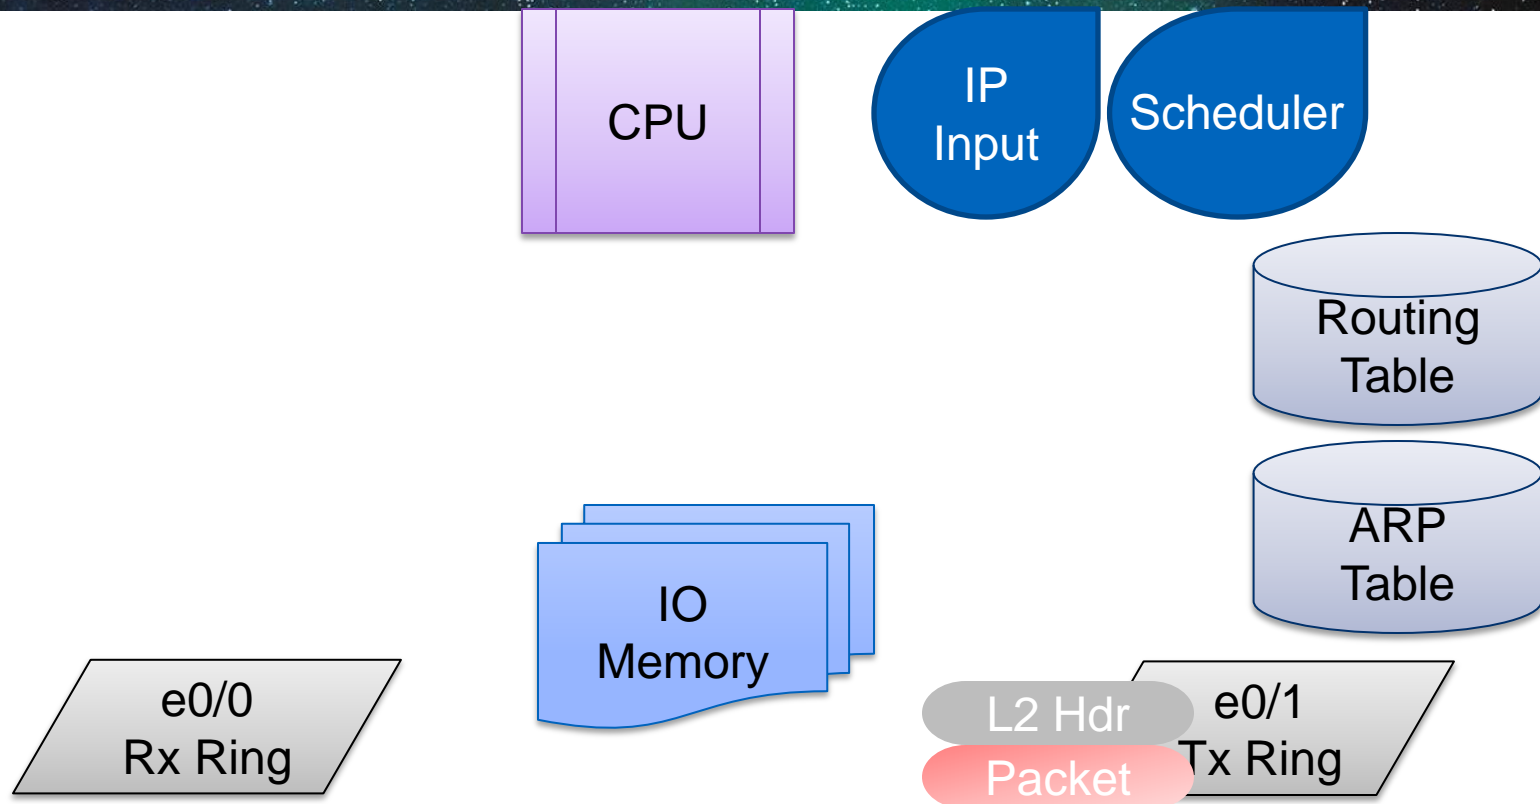 CPU
IP
Input
Scheduler
Routing
Table
ARP
Table
IO
Memory
e0/0
Rx Ring
L2 Hdr
Packet
e0/1
Tx Ring